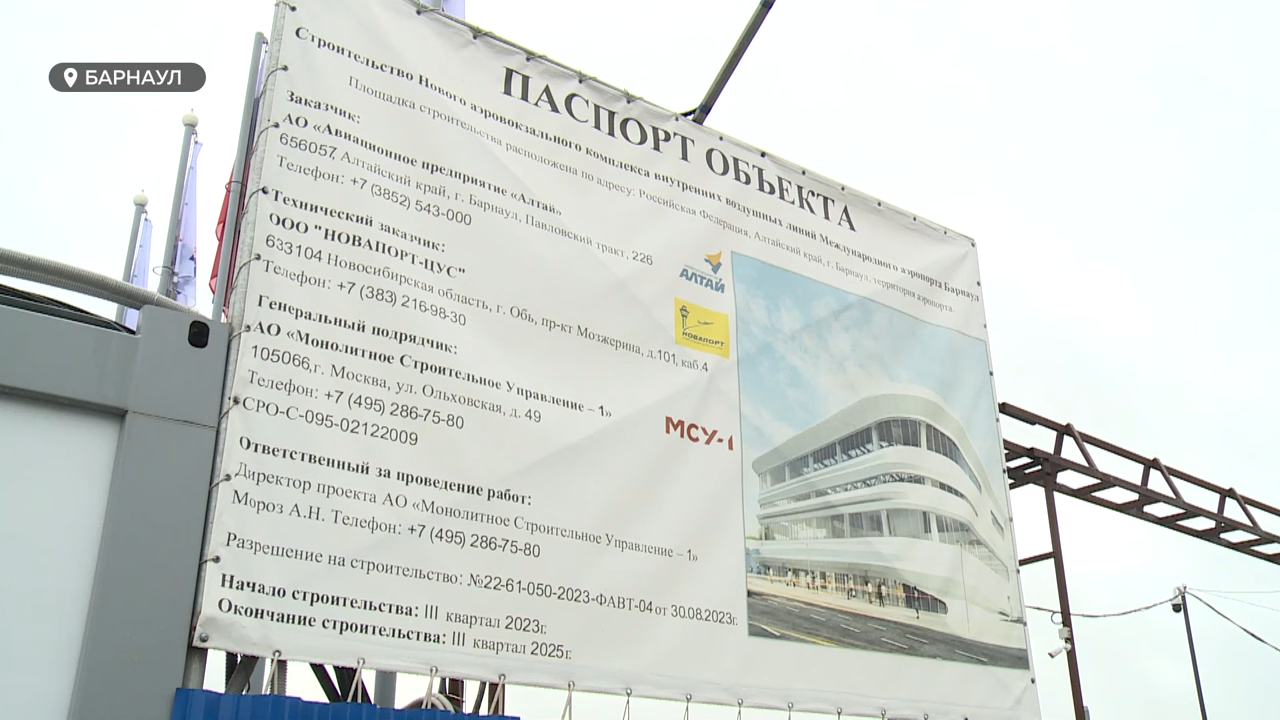 БАРНАУЛ
ПАСПОРТ ОБЪЕКТА
Строительство Нового аэровокзального комплекса внутренних воздушных линий Международного аэропорта Барнаул
Площадка строительства расположена по адресу: Российская Федерация, Алтайский край, г. Барнаул, территория аэропорта.
Заказчик:
АО «Авиационное предприятие «Алтай»
656057, Алтайский край, г. Барнаул, Павловский тракт, 226
Телефон: +7 (3852) 543-000
Технический заказчик:
ООО "НОВАПОРТ-ЦУС"
633104 Новосибирская область, г. Обь, пр-кт Мозжерина, д.101, каб.4
Телефон: +7 (383) 216-98-30
Генеральный подрядчик:
АО «Монолитное Строительное Управление – 1»
105066,г. Москва, ул. Ольховская, д. 49
Телефон: +7 (495) 286-75-80
СРО-С-095-02122009
Ответственный за проведение работ:
Директор проекта АО «Монолитное Строительное Управление – 1»
Мороз А.Н. Телефон: +7 (495) 286-75-80
Разрешение на строительство: №22-61-050-2023-ФАВТ-04 от 30.08.2023г.
Начало строительства: III квартал 2023г.
Окончание строительства: III квартал 2025г.
АЛТАЙ
НОВАПОРТ
МСУ-1